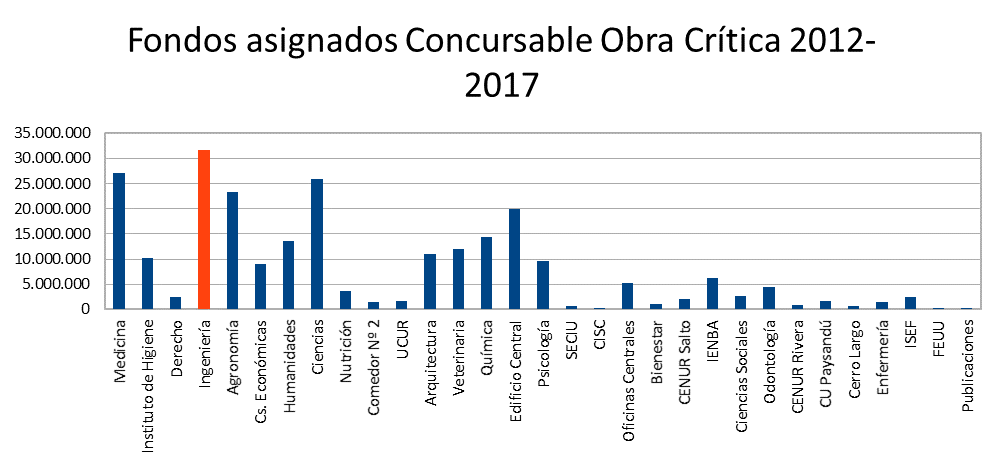 Fondos asignados Concursable Obra Crítica 2012-
2017
35.000.000
30.000.000
25.000.000
20.000.000
15.000.000
10.000.000
5.000.000
0
Medicina
Instituto de Higiene
Derecho
Ingeniería
Agronomía
Cs. Económicas
Humanidades
Ciencias
Nutrición
Comedor Nº 2
UCUR
Arquitectura
Veterinaria
Química
Edificio Central
Psicología
SECIU
CISC
Oficinas Centrales
Bienestar
CENUR Salto
IENBA
Ciencias Sociales
Odontología
CENUR Rivera
CU Paysandú
Cerro Largo
Enfermería
ISEF
FEUU
Publicaciones